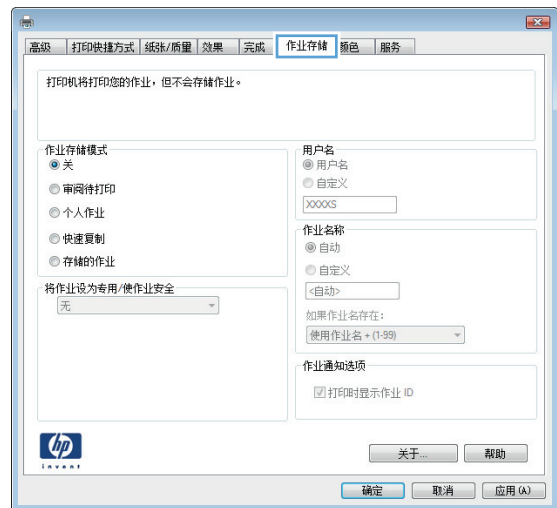 高级 打印快捷方式 纸张/质量 效果 完成 作业存储 颜色 服务
打印机将打印您的作业，但不会存储作业。
作业存储模式
关
审阅待打印
个人作业
快速复制
存储的作业
将作业设为专用/使作业安全
无
用户名
用户名
自定义
XXXXS
作业名称
自动
自定义
<自动>
如果作业名存在：
使用作业名 + (1-99)
作业通知选项
打印时显示作业 ID
hp
invent
关于... 帮助
确定 取消 应用 (A)